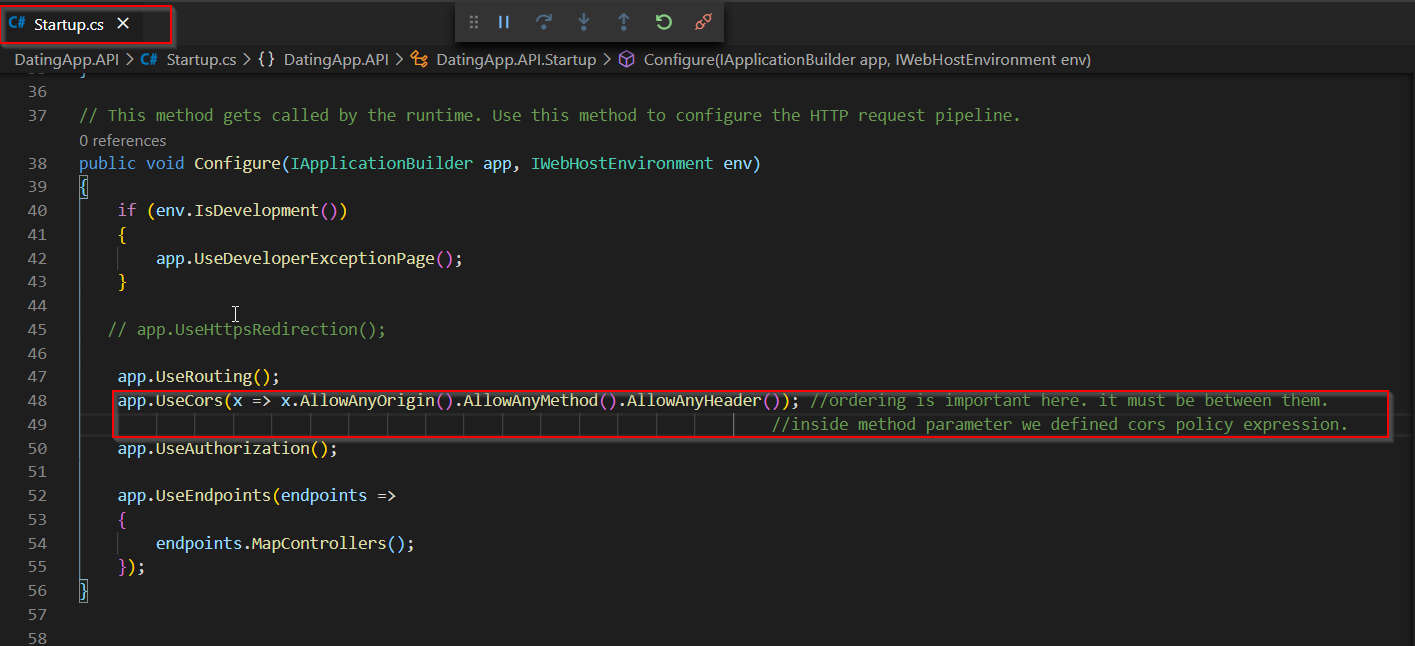 C# Startup.cs
DatingApp.API > C# Startup.cs > {} DatingApp.API > DatingApp.API.Startup > Configure(IApplicationBuilder app, IWebHostEnvironment env)
36
37 // This method gets called by the runtime. Use this method to configure the HTTP request pipeline.
0 references
38 public void Configure(IApplicationBuilder app, IWebHostEnvironment env)
39 {
40 if (env.IsDevelopment())
41 {
42 app.UseDeveloperExceptionPage();
43 }
44
45 // app.UseHttpsRedirection();
46
47 app.UseRouting();
48 app.UseCors(x => x.AllowAnyOrigin().AllowAnyMethod().AllowAnyHeader()); //ordering is important here. it must be between them.
49 //inside method parameter we defined cors policy expression.
50 app.UseAuthorization();
51
52 app.UseEndpoints(endpoints =>
53 {
54 endpoints.MapControllers();
55 });
56 }
57
58